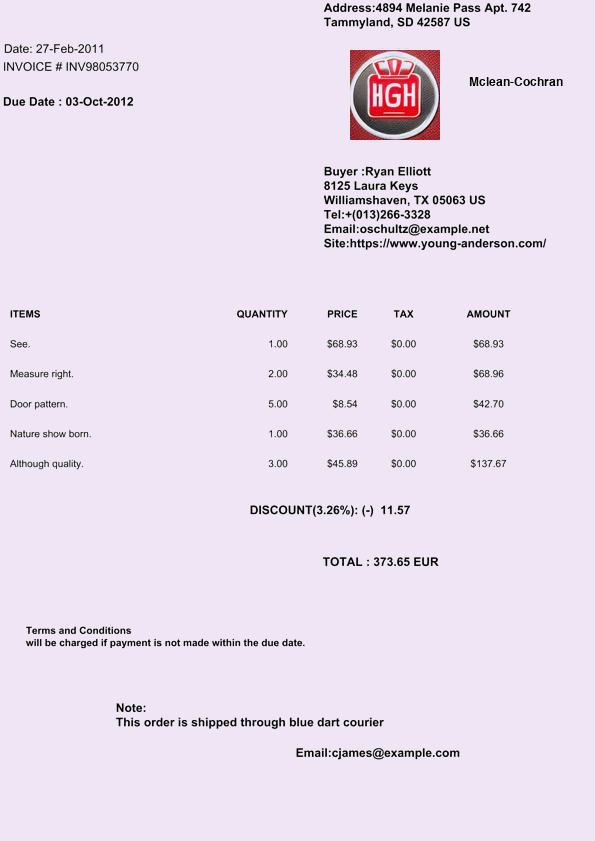 Address:4894 Melanie Pass Apt. 742
Tammyland, SD 42587 US
Date: 27-Feb-2011
INVOICE # INV98053770
Due Date : 03-Oct-2012
HGH
Mclean-Cochran
Buyer :Ryan Elliott
8125 Laura Keys
Williamshaven, TX 05063 US
Tel:+(013)266-3328
Email:oschultz@example.net
Site:https://www.young-anderson.com/
ITEMS QUANTITY PRICE TAX AMOUNT
See. 1.00 $68.93 $0.00 $68.93
Measure right. 2.00 $34.48 $0.00 $68.96
Door pattern. 5.00 $8.54 $0.00 $42.70
Nature show born. 1.00 $36.66 $0.00 $36.66
Although quality. 3.00 $45.89 $0.00 $137.67
DISCOUNT(3.26%): (-) 11.57
TOTAL : 373.65 EUR
Terms and Conditions
will be charged if payment is not made within the due date.
Note:
This order is shipped through blue dart courier
Email:cjames@example.com